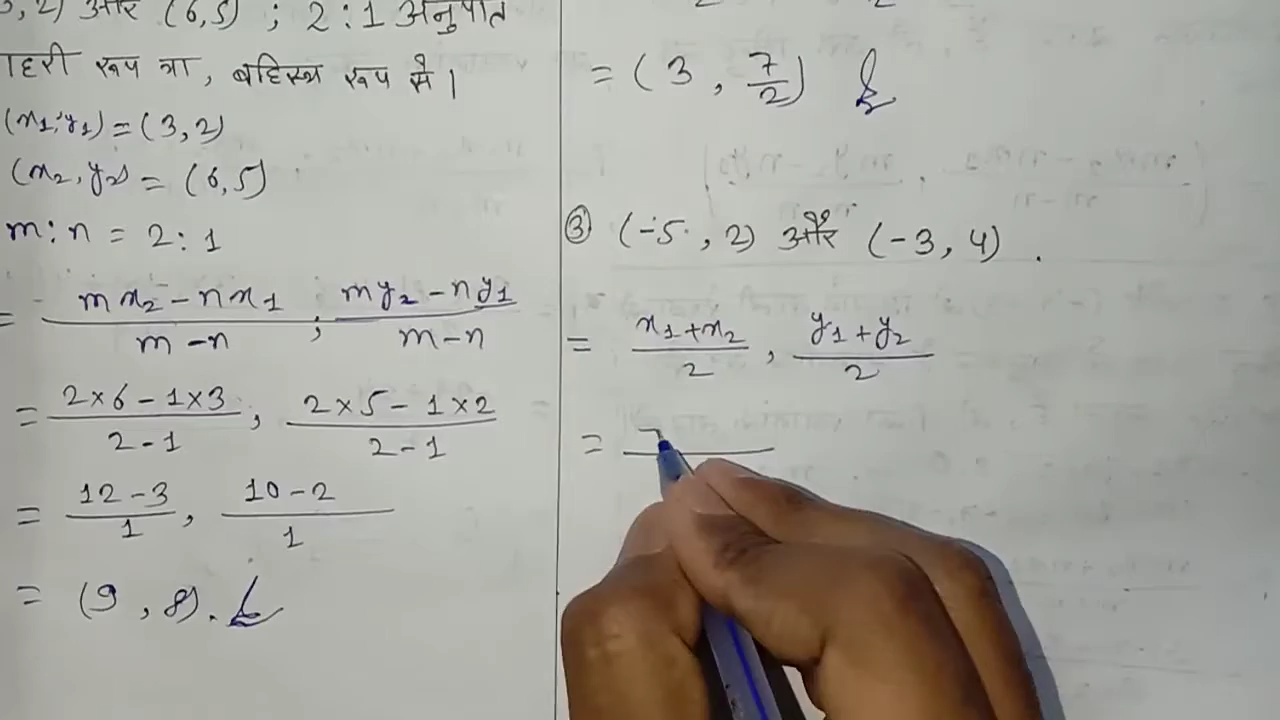 , 2) और (6,5) ; 2:1 अनुपात
रूप त्रा, बहिस्थ रूप में।
(x1,y1) = (3,2)
(x2, y2) = (6,5)
m:n = 2:1
= mx2 - nx1 / m - n ; my2 - ny1 / m - n
= 2×6 - 1×3 / 2 - 1 , 2×5 - 1×2 / 2 - 1
= 12 - 3 / 1 , 10 - 2 / 1
= (9 , 8).
= (3 , 7/2)
③ (-5 , 2) और (-3, 4) .
= x1 + x2 / 2 , y1 + y2 / 2
=